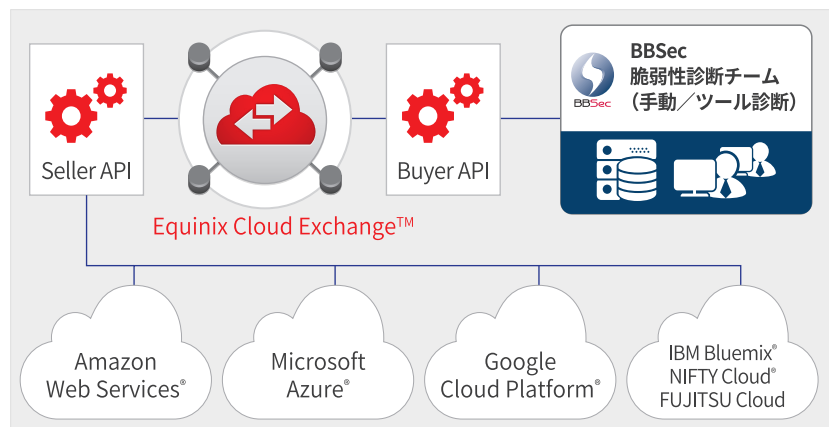 Seller API
Equinix Cloud Exchange™
Buyer API
BBSec
BBSec
脆弱性診断チーム
（手動／ツール診断）
Amazon
Web Services®
Microsoft
Azure®
Google
Cloud Platform®
IBM Bluemix®
NIFTY Cloud®
FUJITSU Cloud